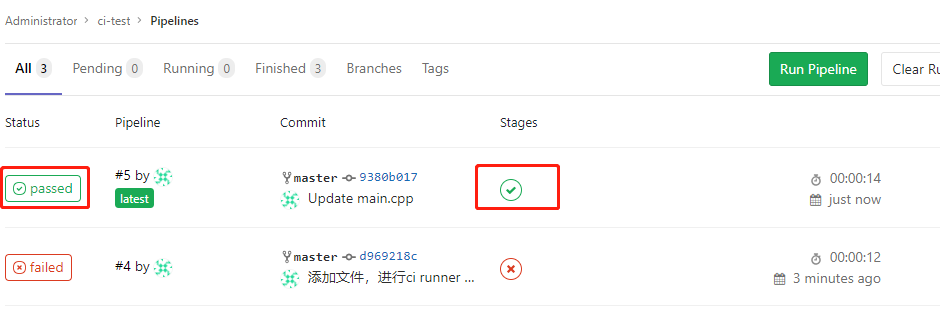 Administrator > ci-test > Pipelines
All 3 Pending 0 Running 0 Finished 3 Branches Tags Run Pipeline Clear Ru
Status Pipeline Commit Stages
passed #5 by latest master 9380b017 Update main.cpp 00:00:14 just now
failed #4 by master d969218c 添加文件，进行ci runner ... 00:00:12 3 minutes ago